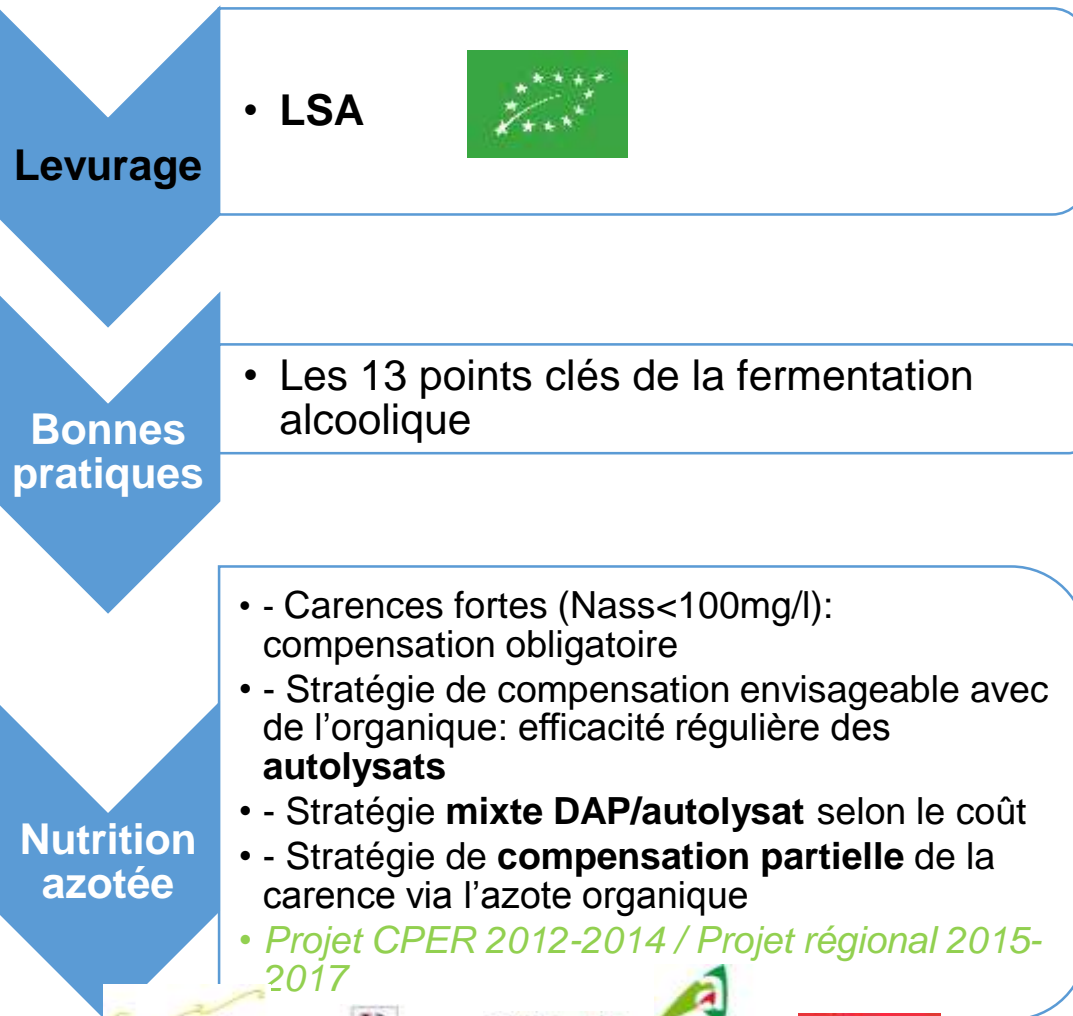 Levurage
• LSA
Bonnes
pratiques
• Les 13 points clés de la fermentation
alcoolique
Nutrition
azotée
• - Carences fortes (Nass<100mg/l):
compensation obligatoire
• - Stratégie de compensation envisageable avec
de l’organique: efficacité régulière des
autolysats
• - Stratégie mixte DAP/autolysat selon le coût
• - Stratégie de compensation partielle de la
carence via l’azote organique
• Projet CPER 2012-2014 / Projet régional 2015-
2017